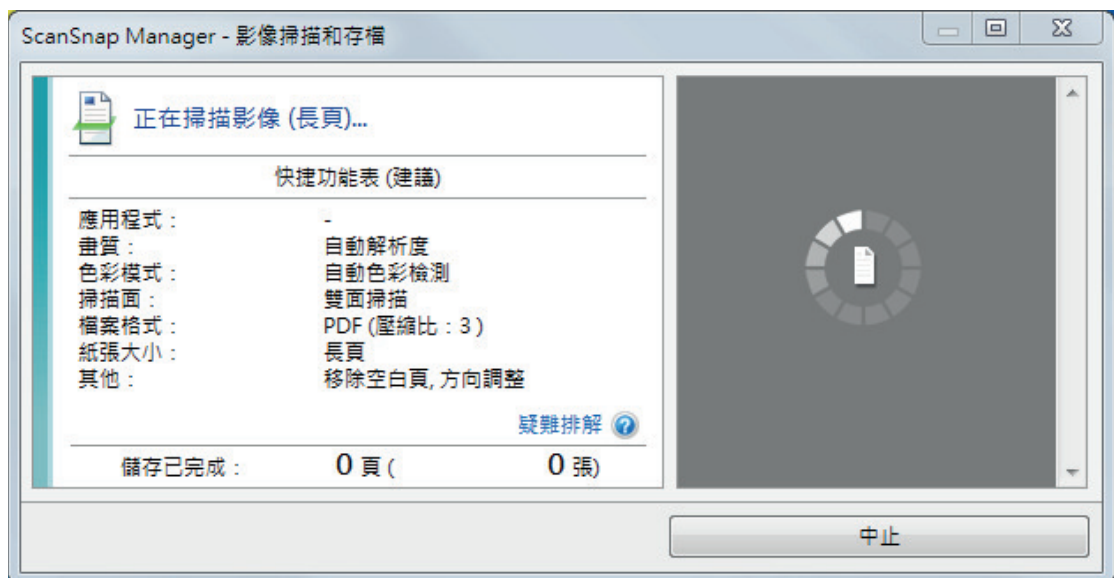 ScanSnap Manager - 影像掃描和存檔
正在掃描影像 (長頁)...
快捷功能表 (建議)
應用程式： -
畫質： 自動解析度
色彩模式： 自動色彩檢測
掃描面： 雙面掃描
檔案格式： PDF (壓縮比：3 )
紙張大小： 長頁
其他： 移除空白頁, 方向調整
疑難排解
儲存已完成： 0 頁 ( 0 張)
中止